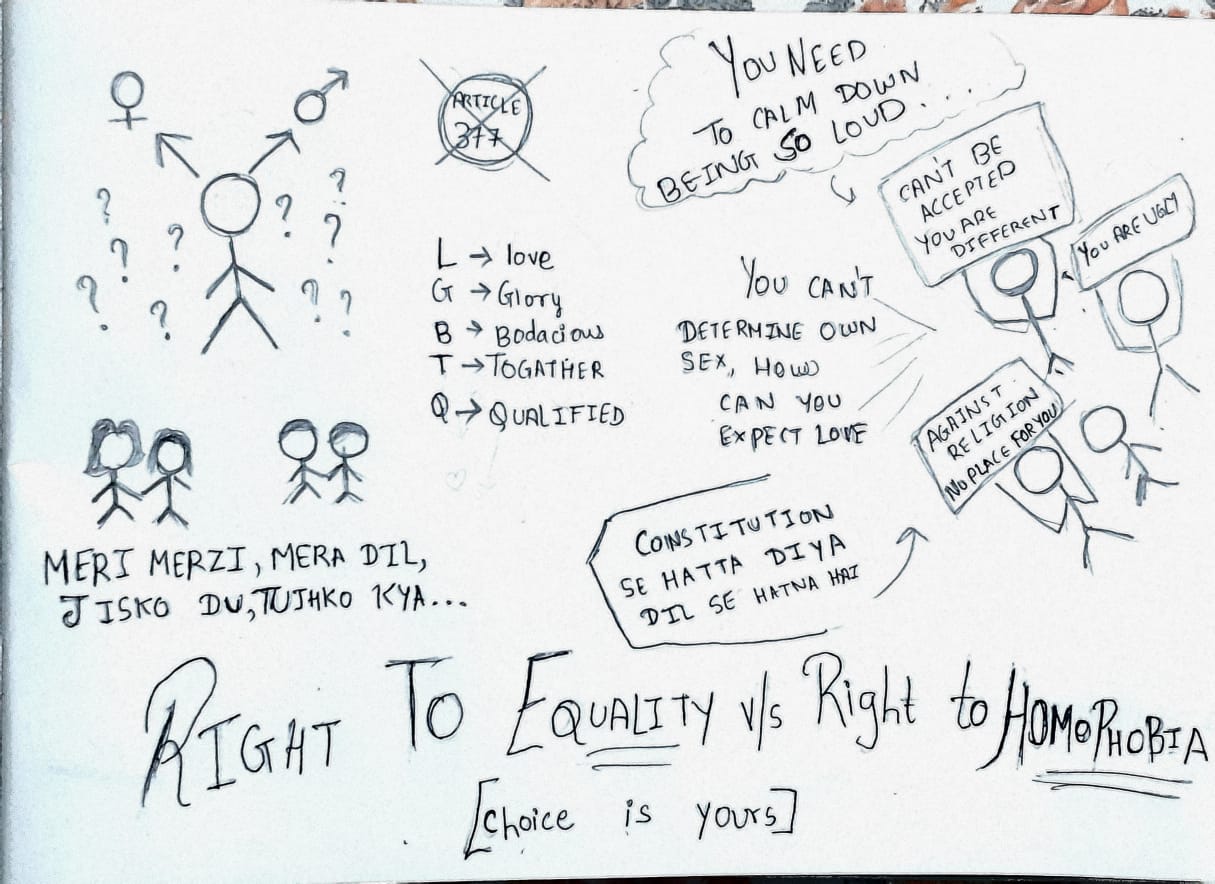 ARTICLE
377
YOU NEED
TO CALM DOWN
BEING SO LOUD....
CAN'T BE
ACCEPTED
YOU ARE
DIFFERENT
YOU ARE UGLY
? ? ? ? ? ? ? ? ? ? ?
L → love
G → Glory
B → Bodacious
T → TOGATHER
Q → QUALIFIED
YOU CAN'T
DETERMINE OWN
SEX, HOW
CAN YOU
EXPECT LOVE
AGAINST
RELIGION
NO PLACE FOR YOU
MERI MERZI, MERA DIL,
JISKO DU, TUJHKO KYA...
CONSTITUTION
SE HATTA DIYA
DIL SE HATNA HAI
RIGHT TO EQUALITY v/s Right to HOMOPHOBIA
[choice is yours]